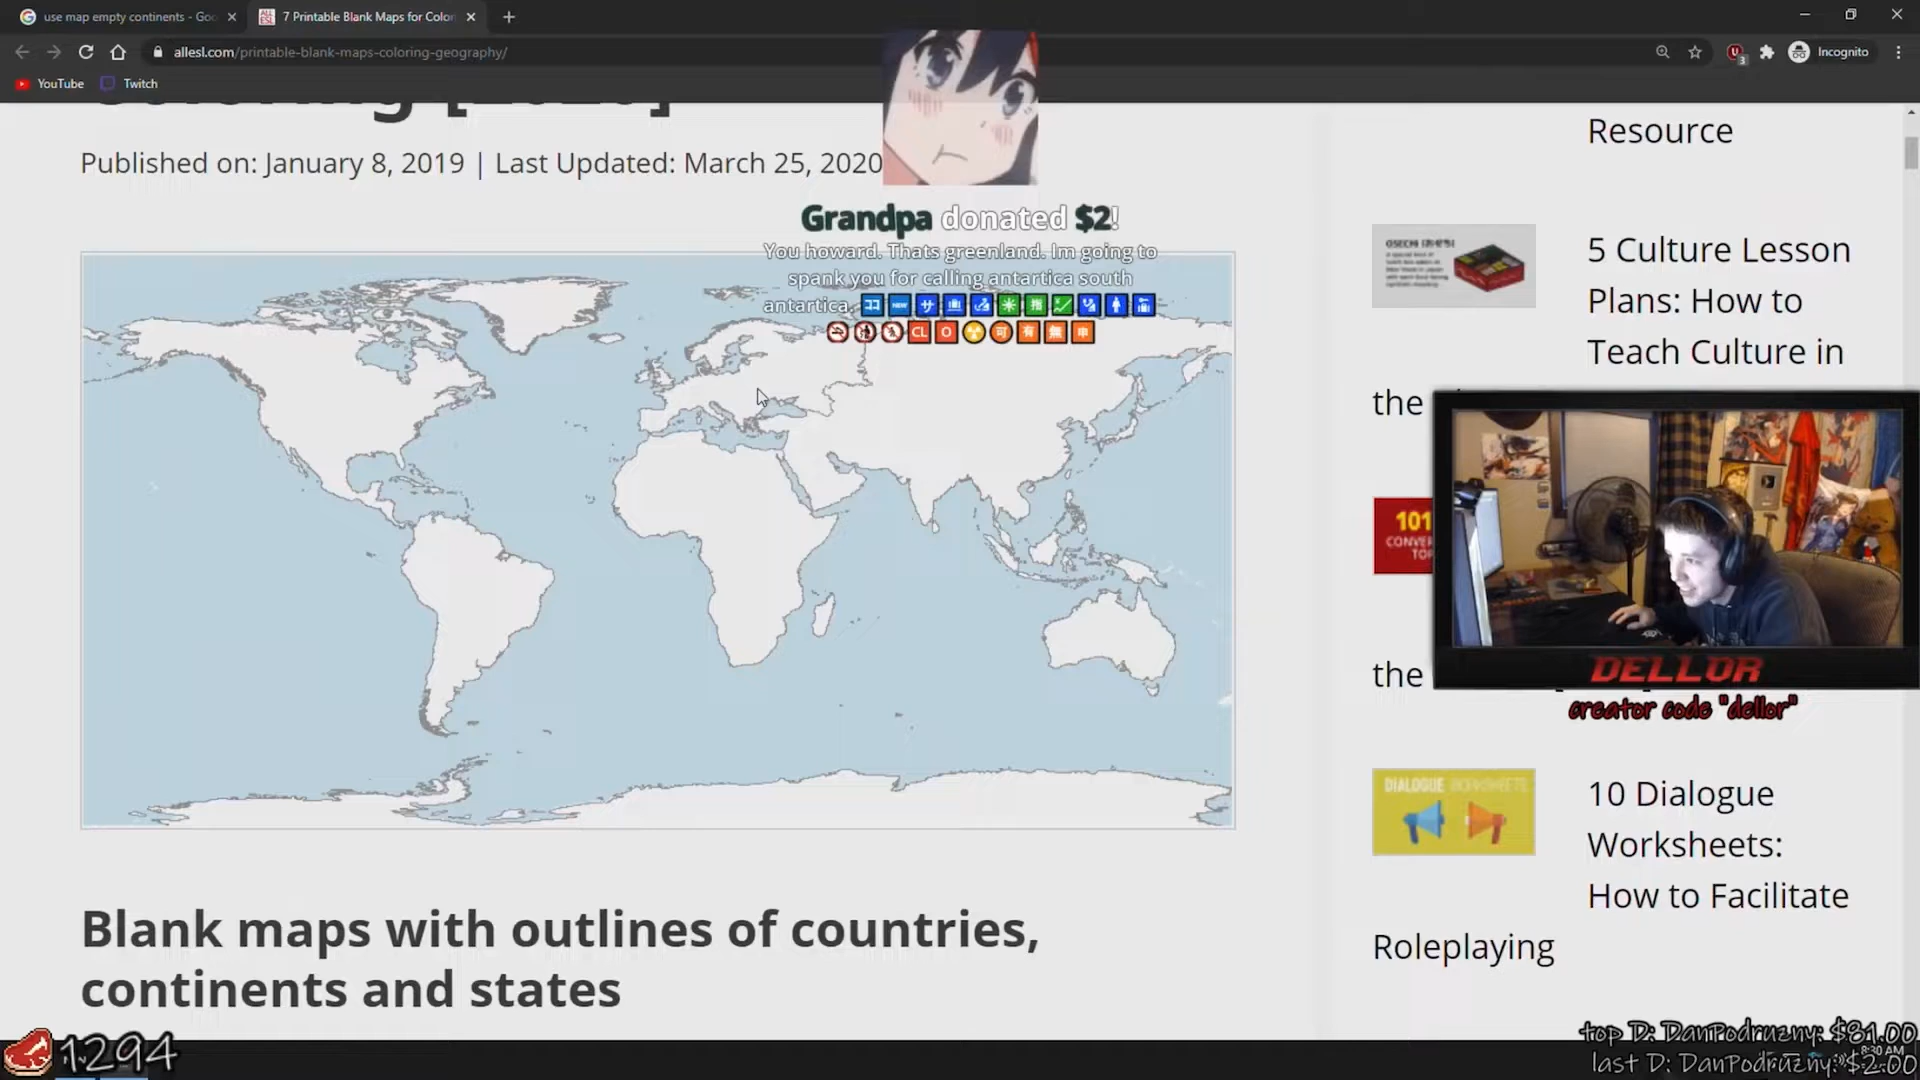 use map empty continents - Goo
7 Printable Blank Maps for Color
allesl.com/printable-blank-maps-coloring-geography/
Incognito
YouTube
Twitch
Published on: January 8, 2019 | Last Updated: March 25, 2020
Grandpa donated $2!
You howard. Thats greenland. Im going to
spank you for calling antartica south
antartica.
CL
Resource
5 Culture Lesson
Plans: How to
Teach Culture in
the
101
the
DELLOR
creator code "dellor"
10 Dialogue
Worksheets:
How to Facilitate
Roleplaying
Blank maps with outlines of countries,
continents and states
1294
top D: DanPodruzny: $81.00
last D: DanPodruzny: $2.00
8:30 AM